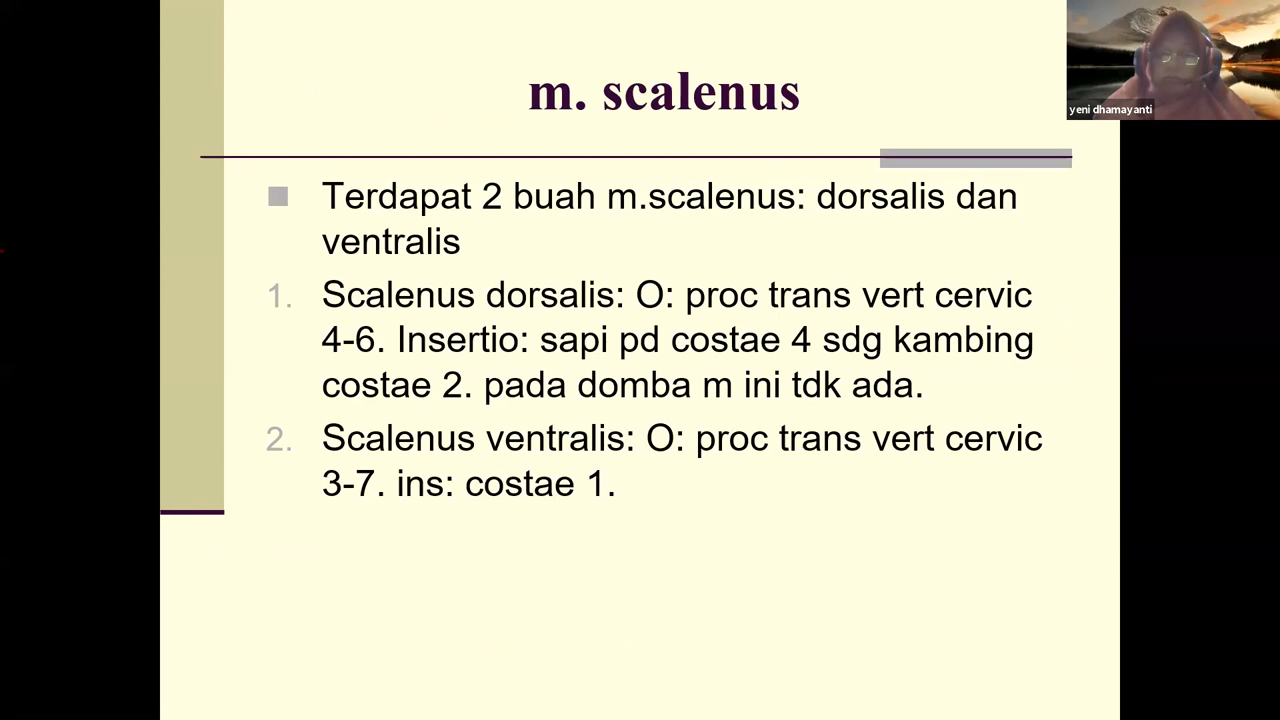 m. scalenus
yeni dhamayanti
Terdapat 2 buah m.scalenus: dorsalis dan
ventralis
1. Scalenus dorsalis: O: proc trans vert cervic
4-6. Insertio: sapi pd costae 4 sdg kambing
costae 2. pada domba m ini tdk ada.
2. Scalenus ventralis: O: proc trans vert cervic
3-7. ins: costae 1.